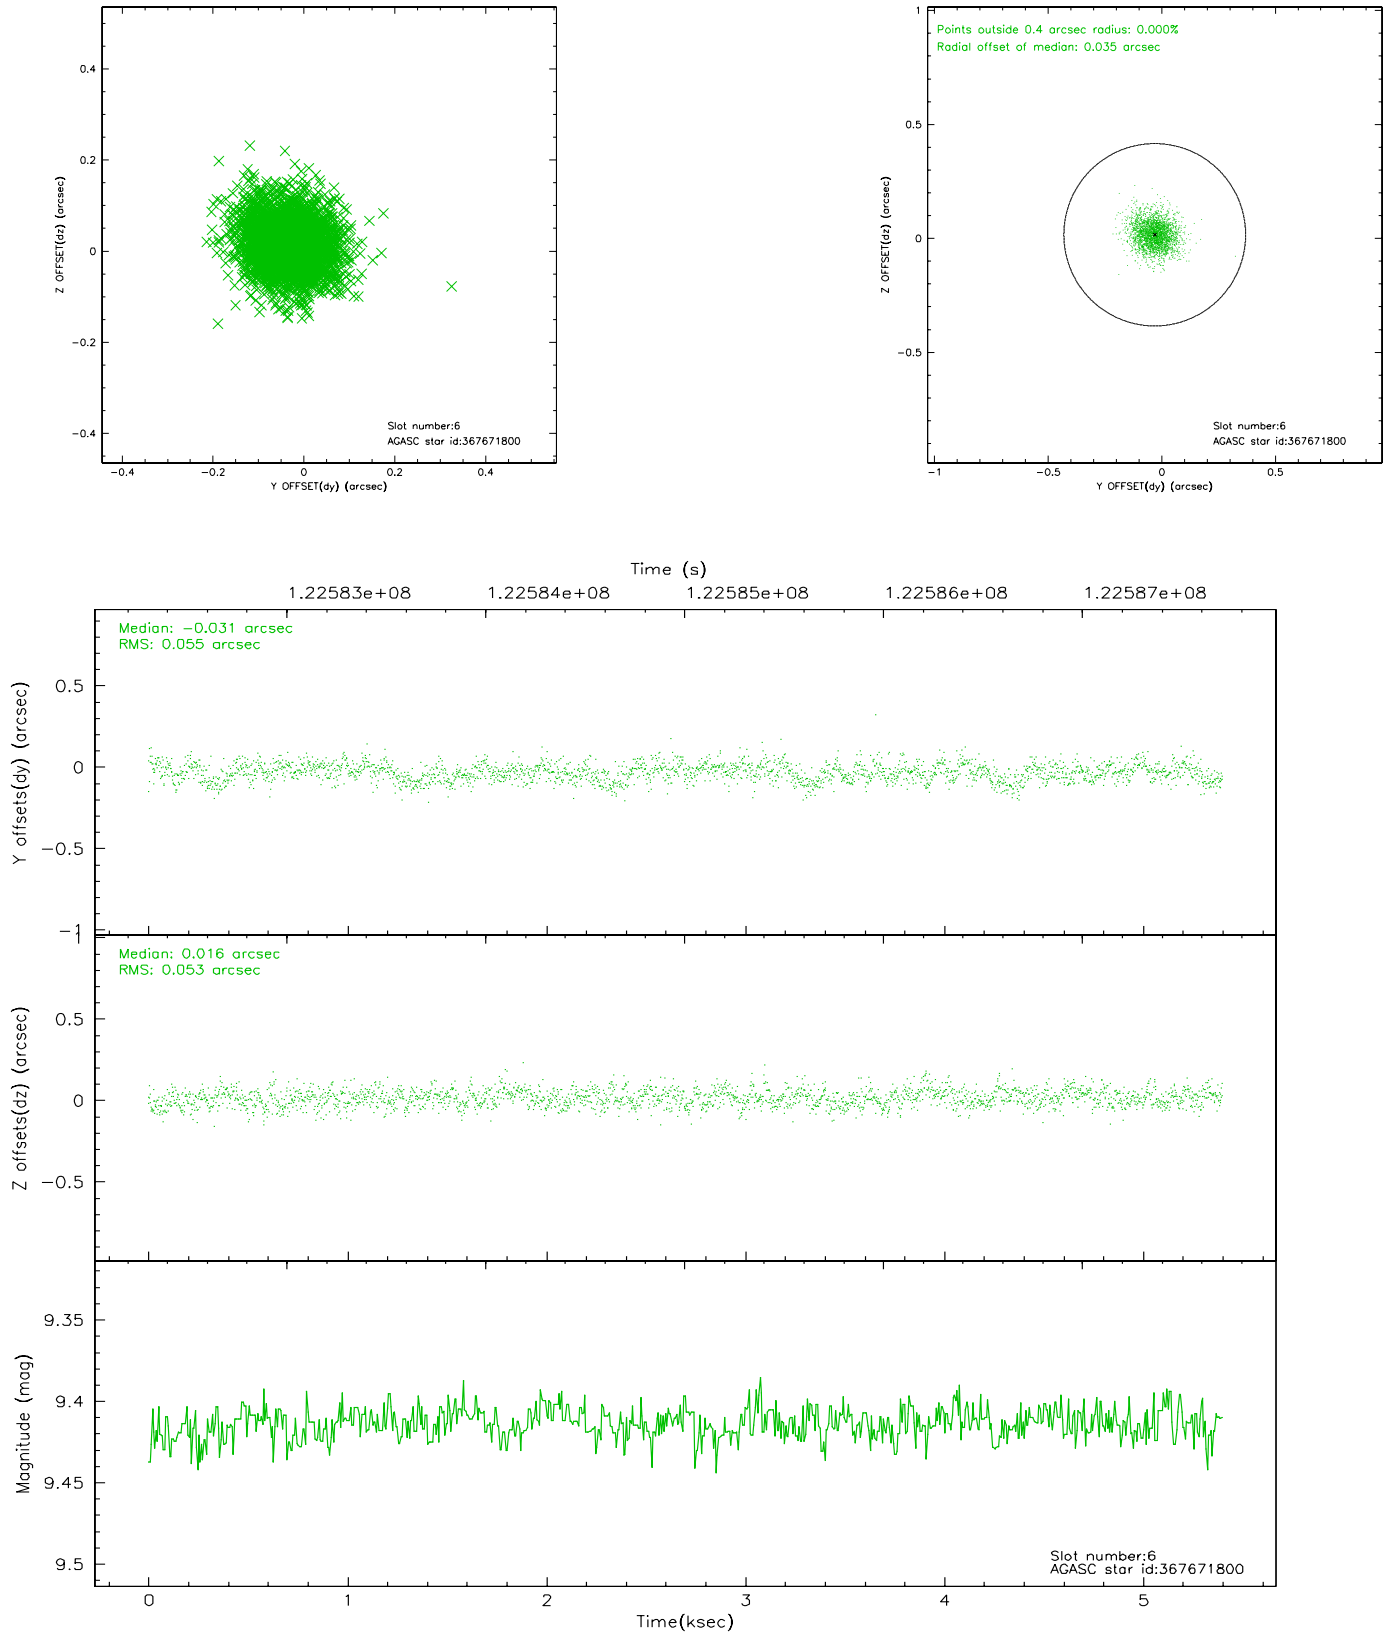 0.4
0.2
0
−0.2
−0.4
Z OFFSET(dz) (arcsec)
Slot number:6
AGASC star id:367671800
−0.4 −0.2 0 0.2 0.4
Y OFFSET(dy) (arcsec)
Points outside 0.4 arcsec radius: 0.000%
Radial offset of median: 0.035 arcsec
1
0.5
0
−0.5
Z OFFSET(dz) (arcsec)
Slot number:6
AGASC star id:367671800
−1 −0.5 0 0.5
Y OFFSET(dy) (arcsec)
Time (s)
1.22583e+08 1.22584e+08 1.22585e+08 1.22586e+08 1.22587e+08
Median: −0.031 arcsec
RMS: 0.055 arcsec
0.5
0
−0.5
−1
Y offsets(dy) (arcsec)
Median: 0.016 arcsec
RMS: 0.053 arcsec
1
0.5
0
−0.5
Z offsets(dz) (arcsec)
9.35
9.4
9.45
9.5
Magnitude (mag)
Slot number:6
AGASC star id:367671800
0 1 2 3 4 5
Time(ksec)